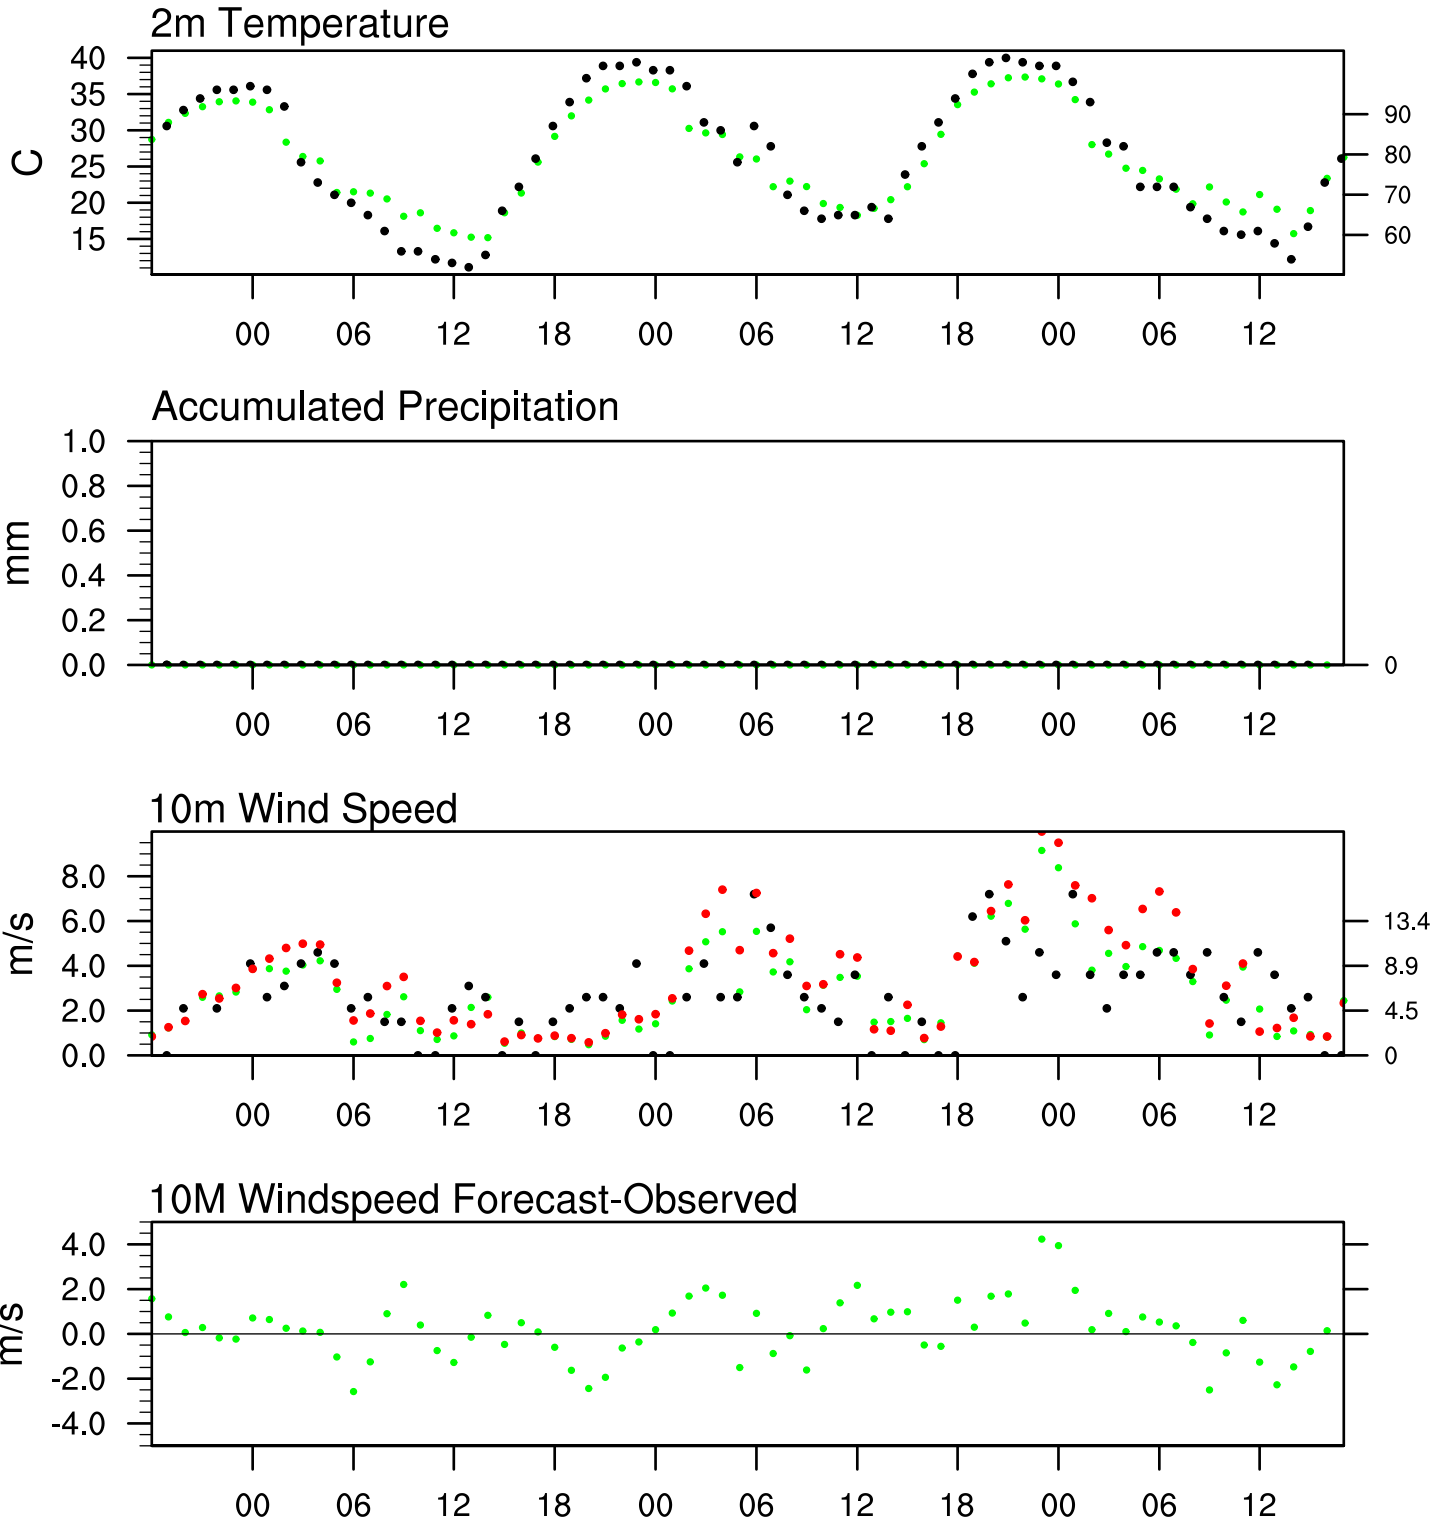 2m Temperature
40
35
30
25
20
15
C
90
80
70
60
00 06 12 18 00 06 12 18 00 06 12
Accumulated Precipitation
1.0
0.8
0.6
0.4
0.2
0.0
mm
0
00 06 12 18 00 06 12 18 00 06 12
10m Wind Speed
8.0
6.0
4.0
2.0
0.0
m/s
13.4
8.9
4.5
0
00 06 12 18 00 06 12 18 00 06 12
10M Windspeed Forecast-Observed
4.0
2.0
0.0
-2.0
-4.0
m/s
00 06 12 18 00 06 12 18 00 06 12